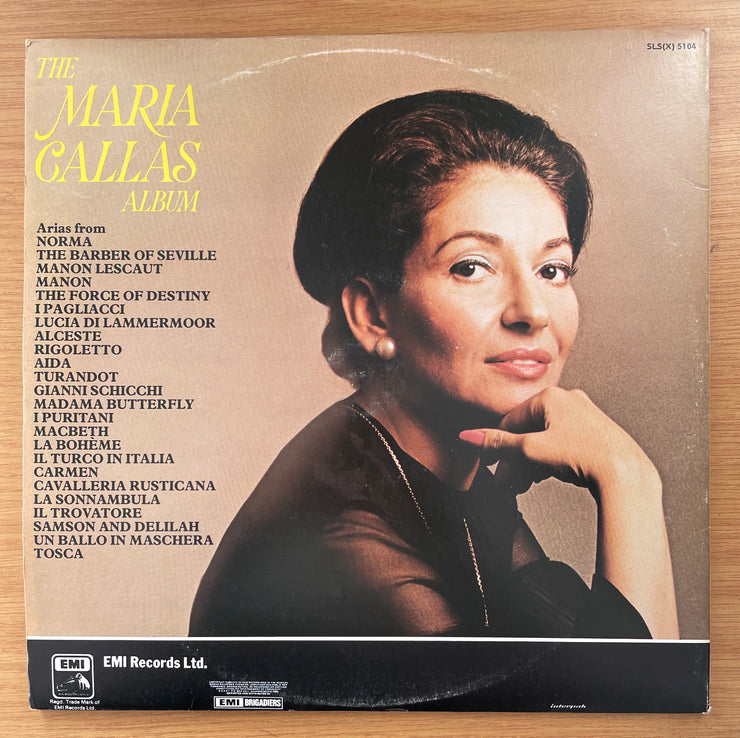 SLS(X) 5104
THE
MARIA
CALLAS
ALBUM
Arias from
NORMA
THE BARBER OF SEVILLE
MANON LESCAUT
MANON
THE FORCE OF DESTINY
I PAGLIACCI
LUCIA DI LAMMERMOOR
ALCESTE
RIGOLETTO
AIDA
TURANDOT
GIANNI SCHICCHI
MADAMA BUTTERFLY
I PURITANI
MACBETH
LA BOHÈME
IL TURCO IN ITALIA
CARMEN
CAVALLERIA RUSTICANA
LA SONNAMBULA
IL TROVATORE
SAMSON AND DELILAH
UN BALLO IN MASCHERA
TOSCA
EMI
EMI Records Ltd.
Regd. Trade Mark of
EMI Records Ltd.
EMI BRIGADIERS
interpak